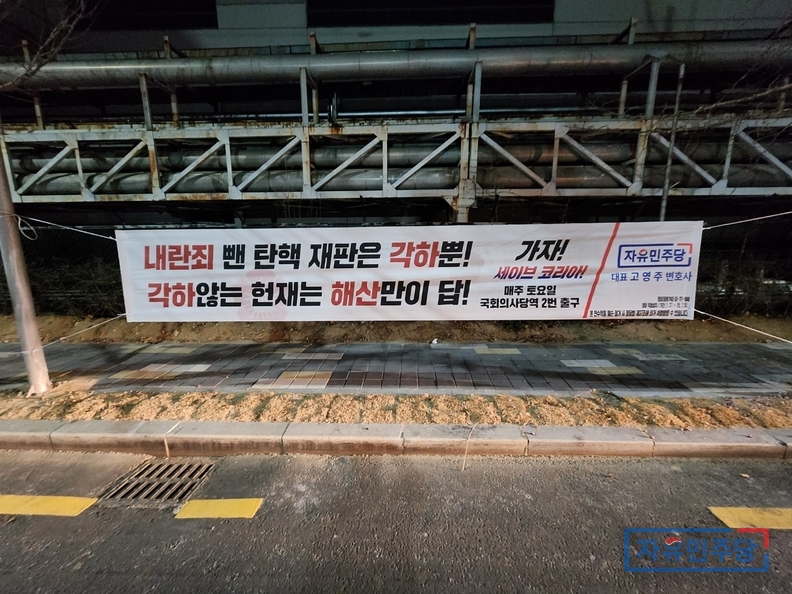 내란죄 뺀 탄핵 재판은 각하뿐!
각하않는 헌재는 해산만이 답!
가자!
세이브 코리아!
매주 토요일
국회의사당역 2번 출구
자유민주당
대표 고영주 변호사
자유민주당